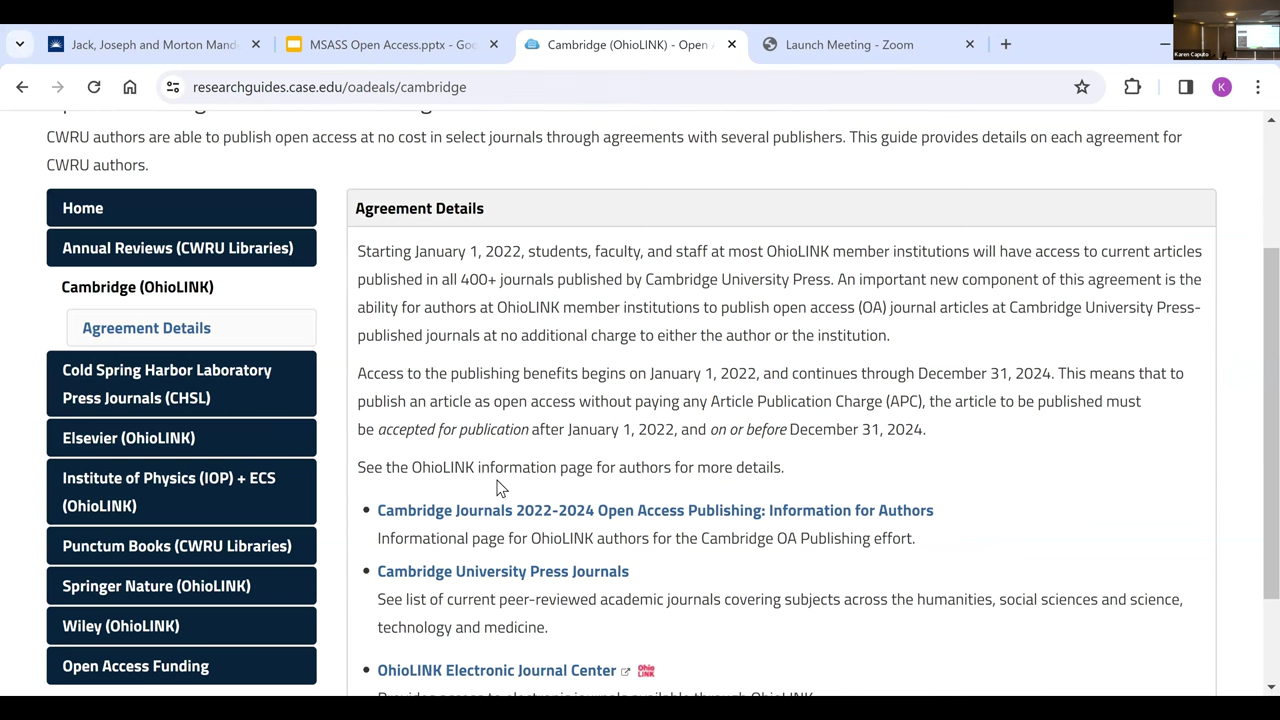 Jack, Joseph and Morton Mand
MSASS Open Access.pptx - Goo
Cambridge (OhioLINK) - Open A
Launch Meeting - Zoom
Karen Caputo
researchguides.case.edu/oadeals/cambridge
K
CWRU authors are able to publish open access at no cost in select journals through agreements with several publishers. This guide provides details on each agreement for
CWRU authors.
Home
Annual Reviews (CWRU Libraries)
Cambridge (OhioLINK)
Agreement Details
Cold Spring Harbor Laboratory
Press Journals (CHSL)
Elsevier (OhioLINK)
Institute of Physics (IOP) + ECS
(OhioLINK)
Punctum Books (CWRU Libraries)
Springer Nature (OhioLINK)
Wiley (OhioLINK)
Open Access Funding
Agreement Details
Starting January 1, 2022, students, faculty, and staff at most OhioLINK member institutions will have access to current articles
published in all 400+ journals published by Cambridge University Press. An important new component of this agreement is the
ability for authors at OhioLINK member institutions to publish open access (OA) journal articles at Cambridge University Press-
published journals at no additional charge to either the author or the institution.
Access to the publishing benefits begins on January 1, 2022, and continues through December 31, 2024. This means that to
publish an article as open access without paying any Article Publication Charge (APC), the article to be published must
be accepted for publication after January 1, 2022, and on or before December 31, 2024.
See the OhioLINK information page for authors for more details.
Cambridge Journals 2022-2024 Open Access Publishing: Information for Authors
Informational page for OhioLINK authors for the Cambridge OA Publishing effort.
Cambridge University Press Journals
See list of current peer-reviewed academic journals covering subjects across the humanities, social sciences and science,
technology and medicine.
OhioLINK Electronic Journal Center Ohio LINK
Provides access to electronic journals available through OhioLINK